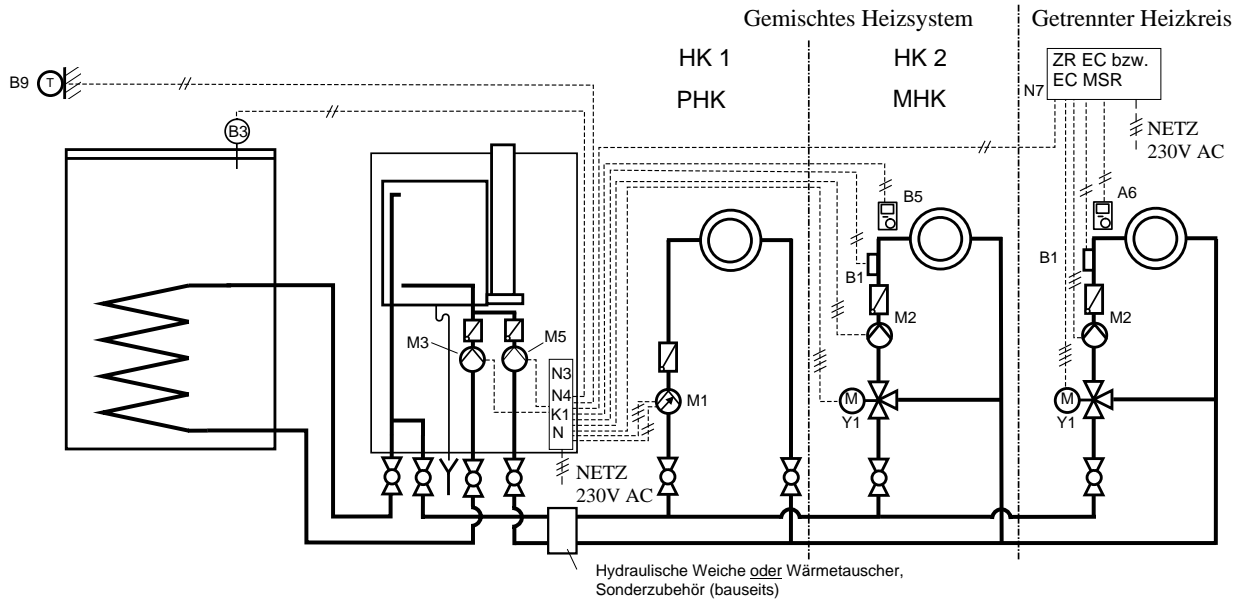 Gemischtes Heizsystem
Getrennter Heizkreis
HK 1
HK 2
PHK
MHK
ZR EC bzw.
EC MSR
N7
NETZ
230V AC
B9
T
B3
B5
A6
B1
B1
M2
M2
M3
M5
N3
N4
K1
N
M1
M
Y1
M
Y1
NETZ
230V AC
Hydraulische Weiche oder Wärmetauscher,
Sonderzubehör (bauseits)